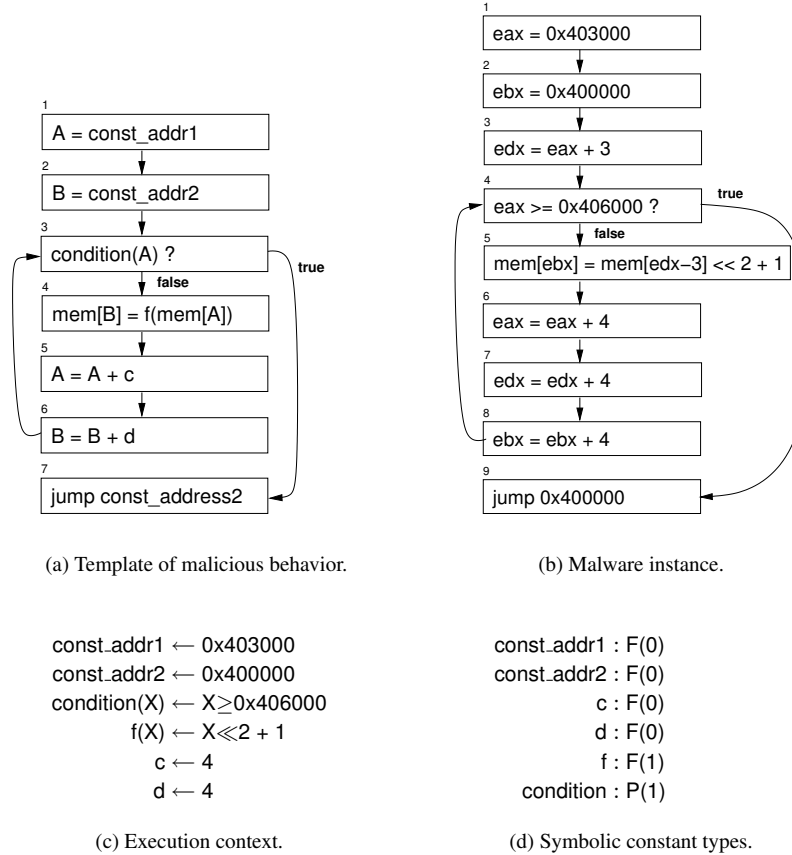 1
A = const_addr1
2
B = const_addr2
3
condition(A) ?
true
false
4
mem[B] = f(mem[A])
5
A = A + c
6
B = B + d
7
jump const_address2
(a) Template of malicious behavior.
1
eax = 0x403000
2
ebx = 0x400000
3
edx = eax + 3
4
eax >= 0x406000 ?
true
false
5
mem[ebx] = mem[edx−3] << 2 + 1
6
eax = eax + 4
7
edx = edx + 4
8
ebx = ebx + 4
9
jump 0x400000
(b) Malware instance.
const_addr1 ← 0x403000
const_addr2 ← 0x400000
condition(X) ← X≥0x406000
f(X) ← X≪2 + 1
c ← 4
d ← 4
(c) Execution context.
const_addr1 : F(0)
const_addr2 : F(0)
c : F(0)
d : F(0)
f : F(1)
condition : P(1)
(d) Symbolic constant types.